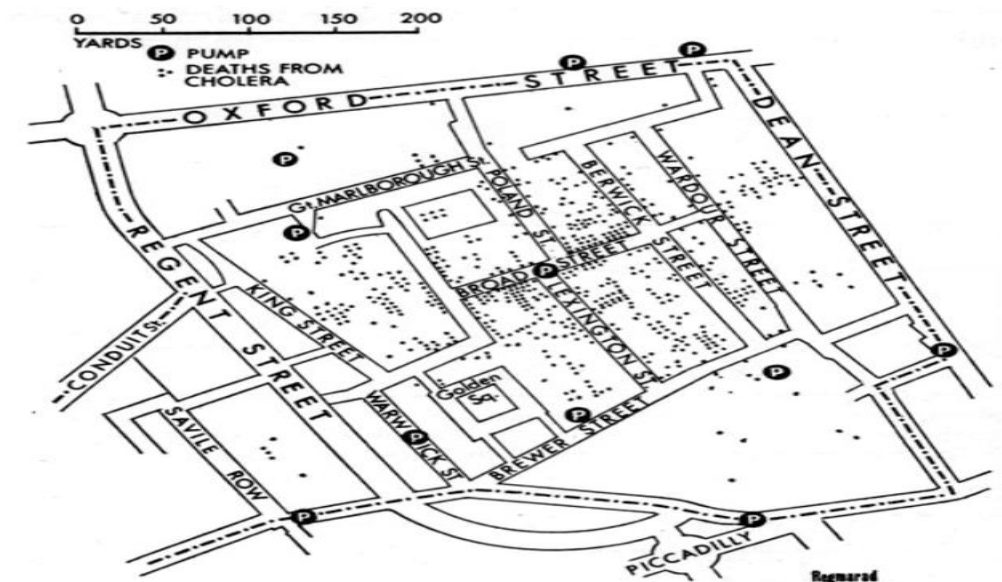 0 50 100 150 200
YARDS
P PUMP
DEATHS FROM
CHOLERA
OXFORD STREET
P
P
DEAN STREET
P
Gt. MARLBOROUGH St.
POLAND ST.
BERWICK STREET
WARDOUR STREET
P
REGENT STREET
BROAD STREET
P
KING STREET
LEXINGTON ST.
CONDUIT St.
P
P
Golden
Sq.
WARWICK ST
P
P
BREWER STREET
SAVILE ROW
P
P
PICCADILLY
Regmarad